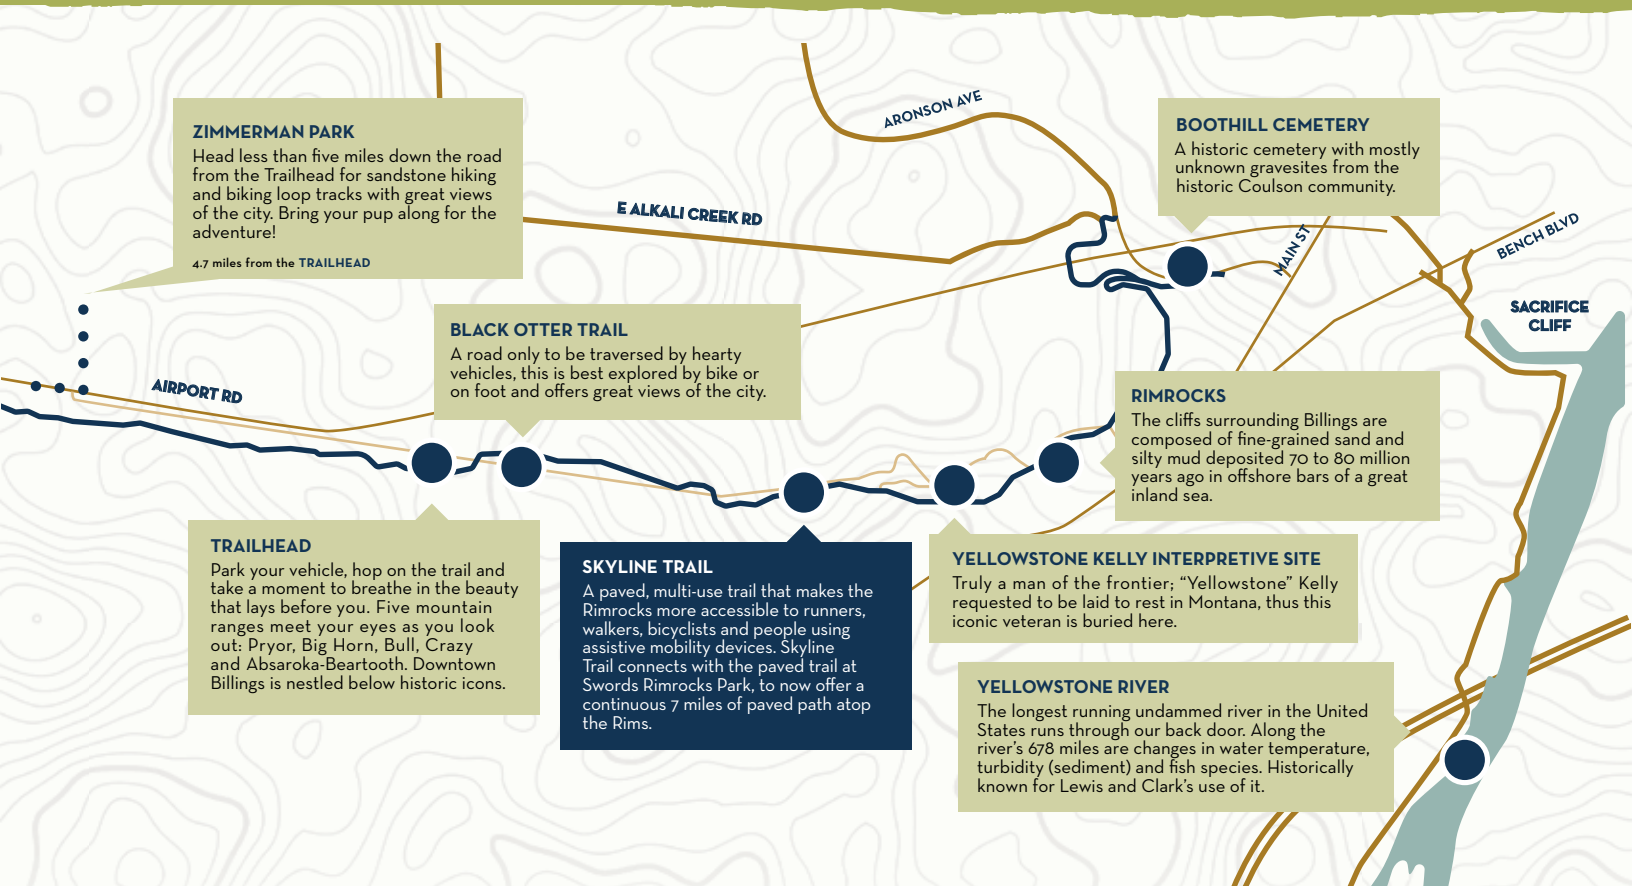 ARONSON AVE
BOOTHILL CEMETERY
A historic cemetery with mostly
unknown gravesites from the
historic Coulson community.
ZIMMERMAN PARK
Head less than five miles down the road
from the Trailhead for sandstone hiking
and biking loop tracks with great views
of the city. Bring your pup along for the
adventure!
4.7 miles from the TRAILHEAD
E ALKALI CREEK RD
MAIN ST
BENCH BLVD
SACRIFICE
CLIFF
BLACK OTTER TRAIL
A road only to be traversed by hearty
vehicles, this is best explored by bike or
on foot and offers great views of the city.
AIRPORT RD
RIMROCKS
The cliffs surrounding Billings are
composed of fine-grained sand and
silty mud deposited 70 to 80 million
years ago in offshore bars of a great
inland sea.
TRAILHEAD
Park your vehicle, hop on the trail and
take a moment to breathe in the beauty
that lays before you. Five mountain
ranges meet your eyes as you look
out: Pryor, Big Horn, Bull, Crazy
and Absaroka-Beartooth. Downtown
Billings is nestled below historic icons.
SKYLINE TRAIL
A paved, multi-use trail that makes the
Rimrocks more accessible to runners,
walkers, bicyclists and people using
assistive mobility devices. Skyline
Trail connects with the paved trail at
Swords Rimrocks Park, to now offer a
continuous 7 miles of paved path atop
the Rims.
YELLOWSTONE KELLY INTERPRETIVE SITE
Truly a man of the frontier; “Yellowstone” Kelly
requested to be laid to rest in Montana, thus this
iconic veteran is buried here.
YELLOWSTONE RIVER
The longest running undammed river in the United
States runs through our back door. Along the
river’s 678 miles are changes in water temperature,
turbidity (sediment) and fish species. Historically
known for Lewis and Clark’s use of it.